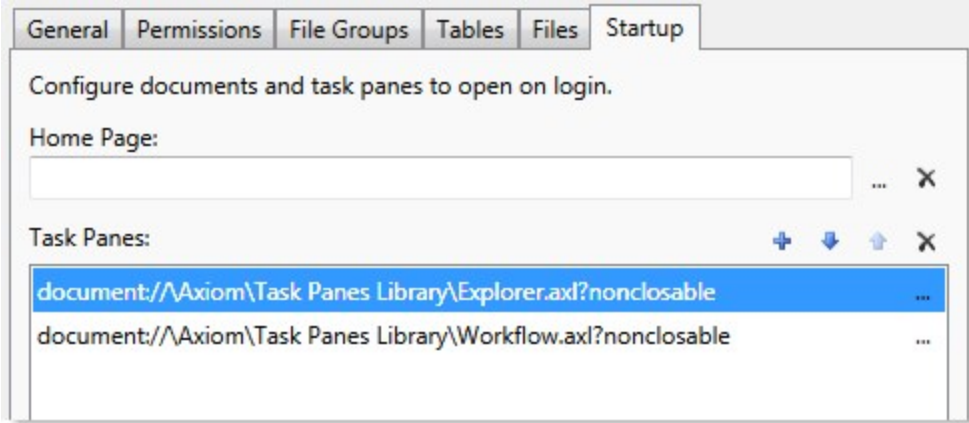 General Permissions File Groups Tables Files Startup
Configure documents and task panes to open on login.
Home Page:
...
Task Panes:
document://\Axiom\Task Panes Library\Explorer.axl?nonclosable ...
document://\Axiom\Task Panes Library\Workflow.axl?nonclosable ...